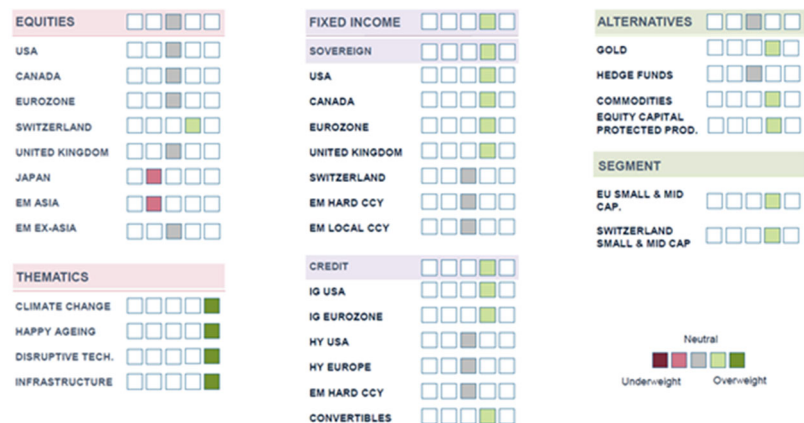 EQUITIES
USA
CANADA
EUROZONE
SWITZERLAND
UNITED KINGDOM
JAPAN
EM ASIA
EM EX-ASIA
THEMATICS
CLIMATE CHANGE
HAPPY AGEING
DISRUPTIVE TECH.
INFRASTRUCTURE
FIXED INCOME
SOVEREIGN
USA
CANADA
EUROZONE
UNITED KINGDOM
SWITZERLAND
EM HARD CCY
EM LOCAL CCY
CREDIT
IG USA
IG EUROZONE
HY USA
HY EUROPE
EM HARD CCY
CONVERTIBLES
ALTERNATIVES
GOLD
HEDGE FUNDS
COMMODITIES
EQUITY CAPITAL
PROTECTED PROD.
SEGMENT
EU SMALL & MID
CAP.
SWITZERLAND
SMALL & MID CAP
Neutral
Underweight Overweight